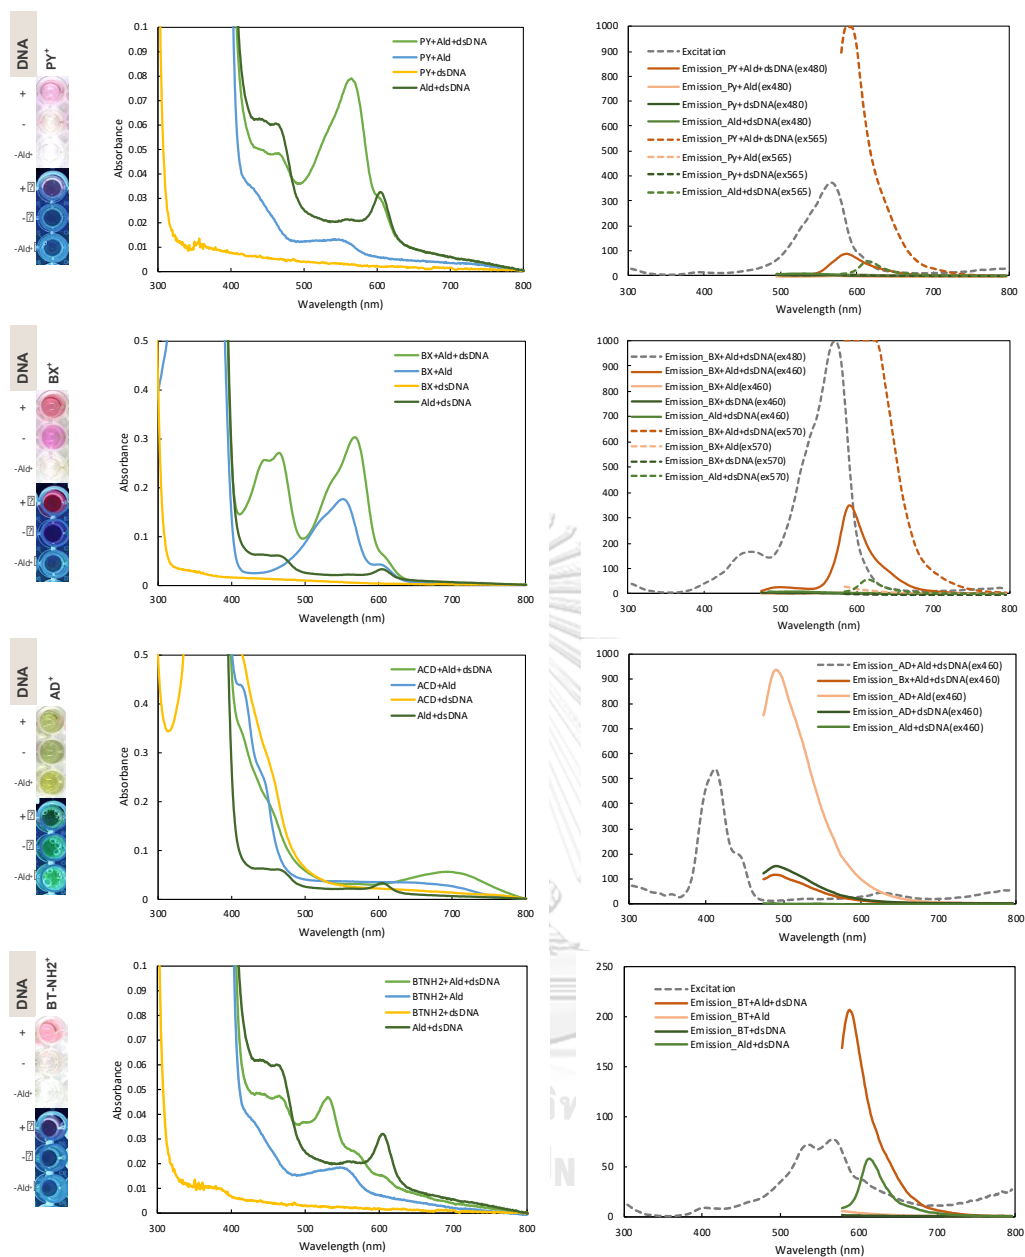 DNA
PY⁺
+
-
-Ald+
+
-
-Ald+
0.1
0.09
0.08
0.07
0.06
0.05
0.04
0.03
0.02
0.01
0
Absorbance
300 400 500 600 700 800
Wavelength (nm)
PY+Ald+dsDNA
PY+Ald
PY+dsDNA
Ald+dsDNA
1000
900
800
700
600
500
400
300
200
100
0
300 400 500 600 700 800
Wavelength (nm)
Excitation
Emission_PY+Ald+dsDNA(ex480)
Emission_Py+Ald(ex480)
Emission_Py+dsDNA(ex480)
Emission_Ald+dsDNA(ex480)
Emission_PY+Ald+dsDNA(ex565)
Emission_Py+Ald(ex565)
Emission_Py+dsDNA(ex565)
Emission_Ald+dsDNA(ex565)
DNA
BX⁺
+
-
-Ald+
+
-
-Ald+
0.5
0.4
0.3
0.2
0.1
0
Absorbance
300 400 500 600 700 800
Wavelength (nm)
BX+Ald+dsDNA
BX+Ald
BX+dsDNA
Ald+dsDNA
1000
900
800
700
600
500
400
300
200
100
0
300 400 500 600 700 800
Wavelength (nm)
Emission_BX+Ald+dsDNA(ex480)
Emission_BX+Ald+dsDNA(ex460)
Emission_BX+Ald(ex460)
Emission_BX+dsDNA(ex460)
Emission_Ald+dsDNA(ex460)
Emission_BX+Ald+dsDNA(ex570)
Emission_BX+Ald(ex570)
Emission_BX+dsDNA(ex570)
Emission_Ald+dsDNA(ex570)
DNA
AD⁺
+
-
-Ald+
+
-
-Ald+
0.5
0.4
0.3
0.2
0.1
0
Absorbance
300 400 500 600 700 800
Wavelength (nm)
ACD+Ald+dsDNA
ACD+Ald
ACD+dsDNA
Ald+dsDNA
1000
900
800
700
600
500
400
300
200
100
0
300 400 500 600 700 800
Wavelength (nm)
Emission_AD+Ald+dsDNA(ex460)
Emission_Bx+Ald+dsDNA(ex460)
Emission_AD+Ald(ex460)
Emission_AD+dsDNA(ex460)
Emission_Ald+dsDNA(ex460)
DNA
BT-NH2⁺
+
-
-Ald+
+
-
-Ald+
0.1
0.09
0.08
0.07
0.06
0.05
0.04
0.03
0.02
0.01
0
Absorbance
300 400 500 600 700 800
Wavelength (nm)
BTNH2+Ald+dsDNA
BTNH2+Ald
BTNH2+dsDNA
Ald+dsDNA
250
200
150
100
50
0
300 400 500 600 700 800
Wavelength (nm)
Excitation
Emission_BT+Ald+dsDNA
Emission_BT+Ald
Emission_BT+dsDNA
Emission_Ald+dsDNA